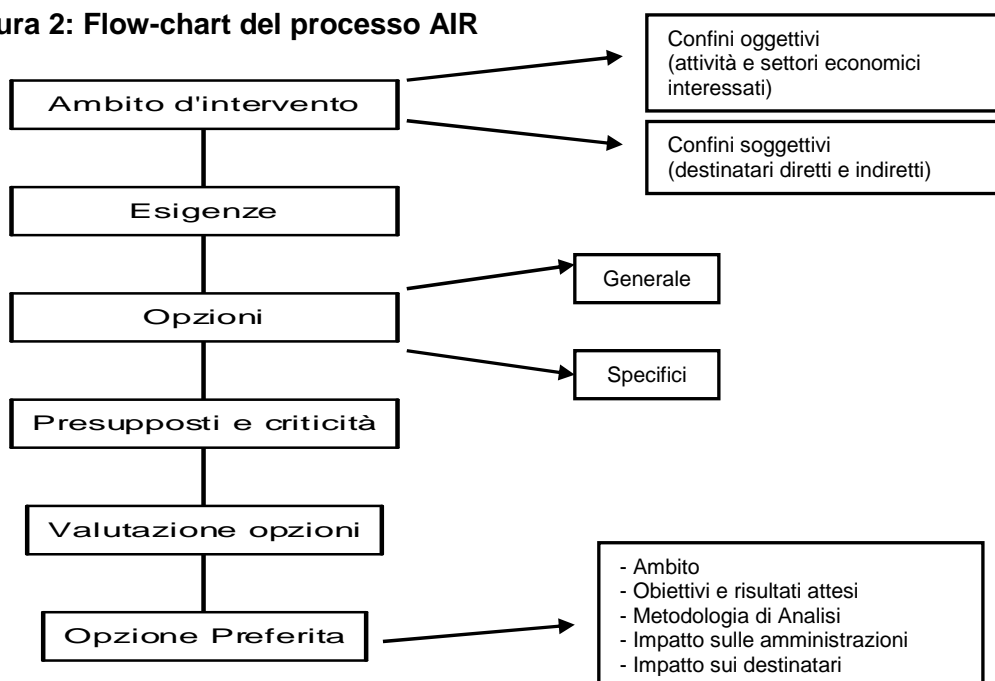 ura 2: Flow-chart del processo AIR
Confini oggettivi
(attività e settori economici
interessati)
Ambito d'intervento
Confini soggettivi
(destinatari diretti e indiretti)
Esigenze
Generale
Opzioni
Specifici
Presupposti e criticità
Valutazione opzioni
- Ambito
- Obiettivi e risultati attesi
- Metodologia di Analisi
- Impatto sulle amministrazioni
- Impatto sui destinatari
Opzione Preferita